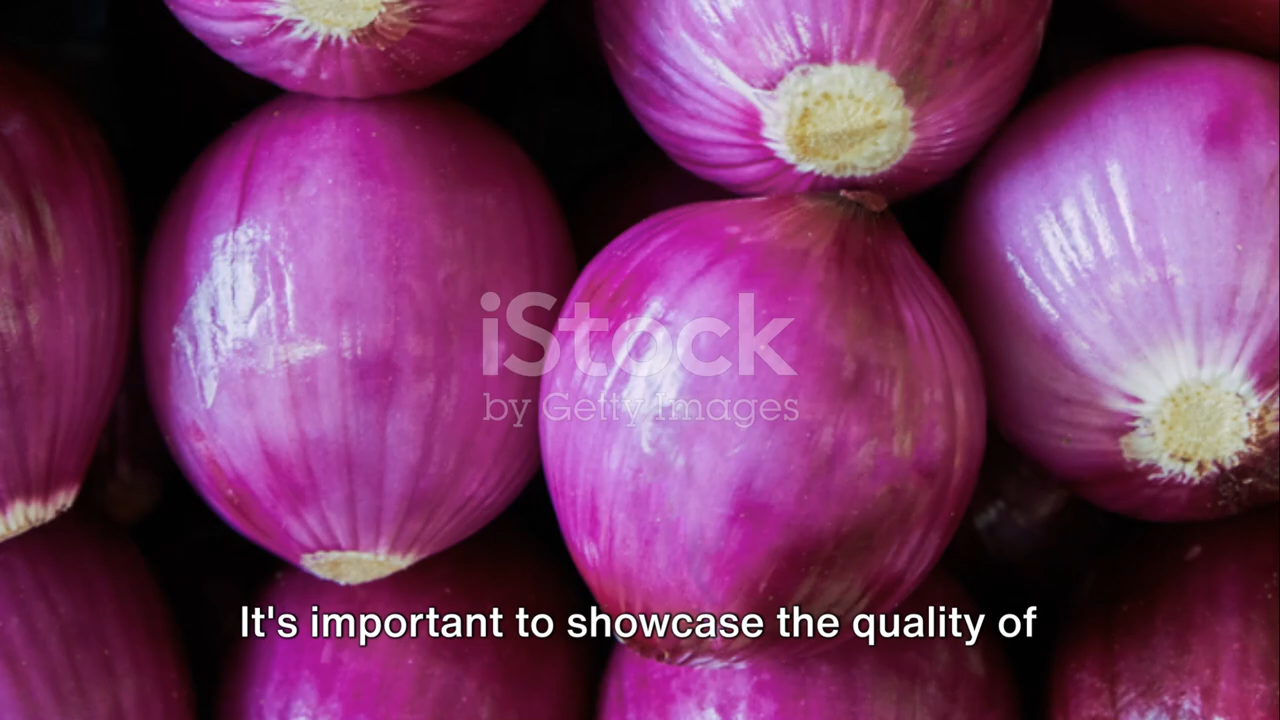 iStock
by Getty Images
It's important to showcase the quality of